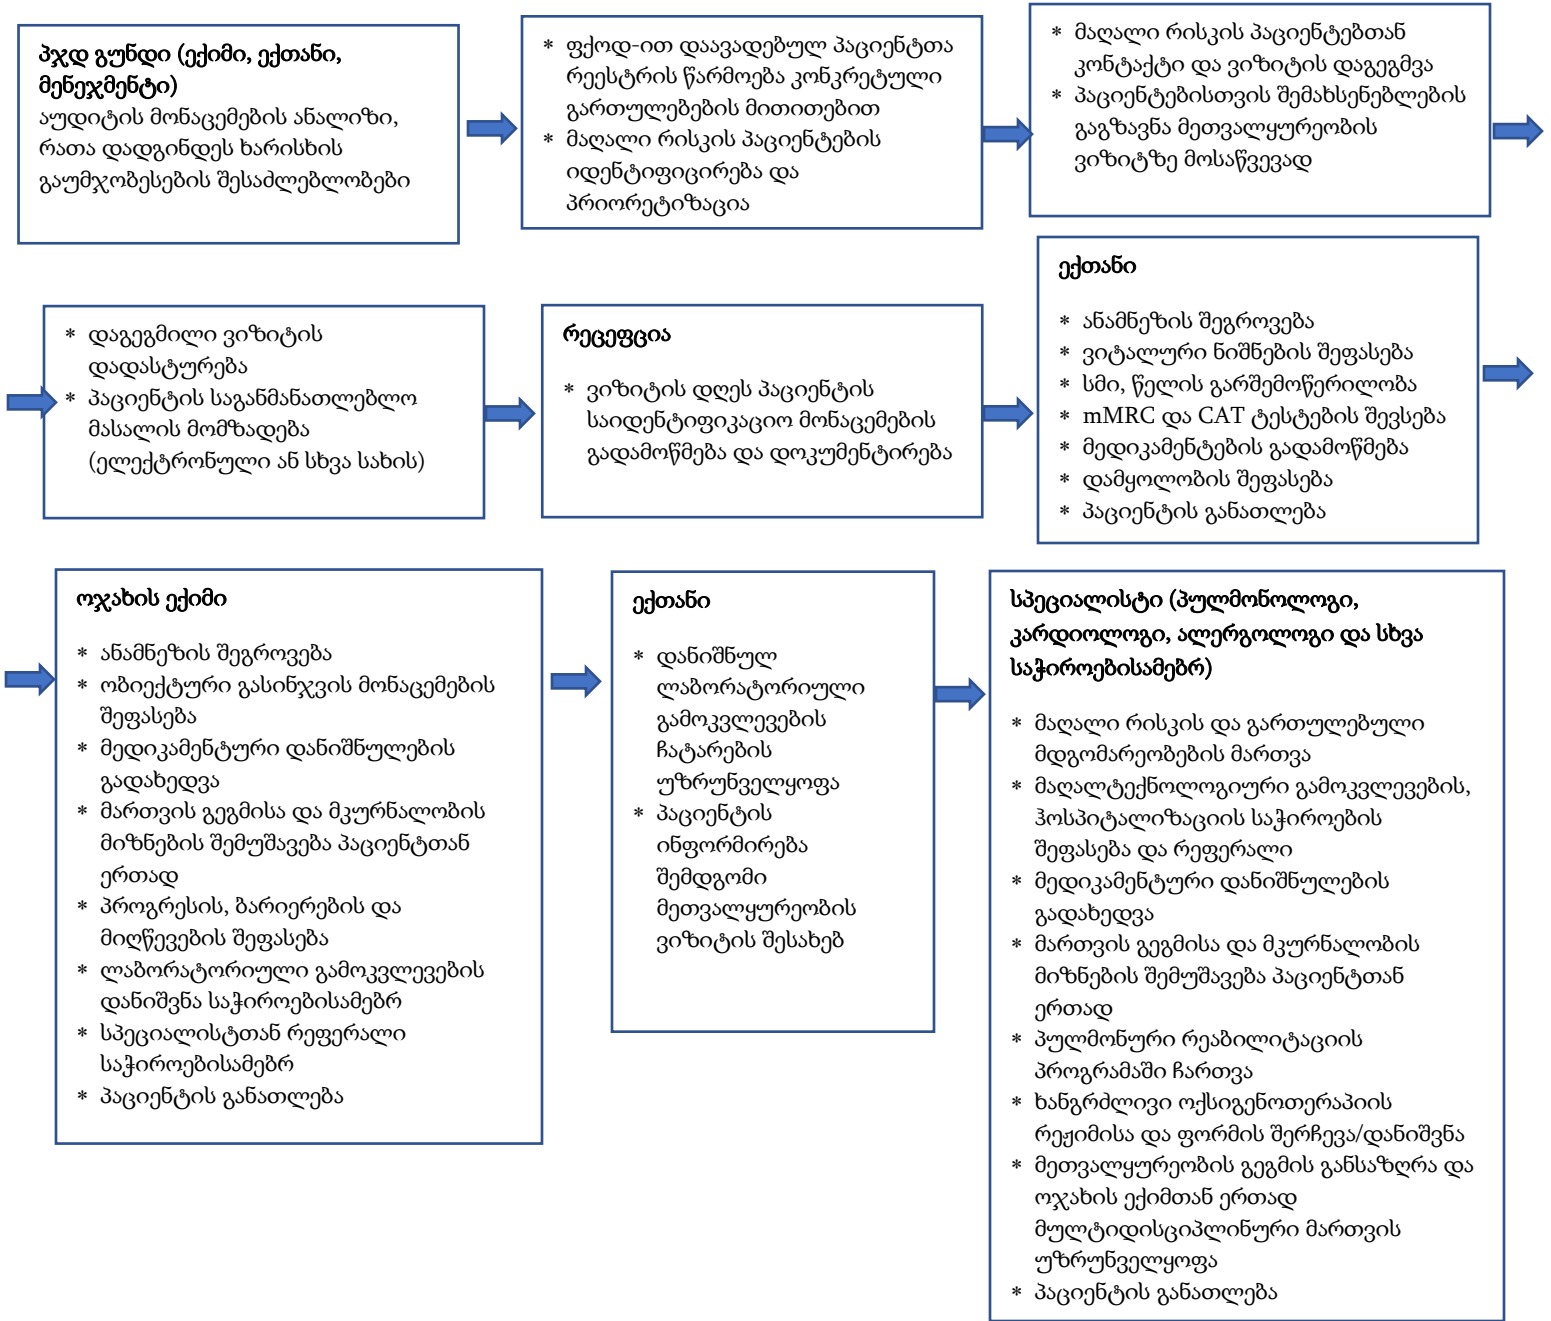 პჯდ გუნდი (ექიმი, ექთანი,
მენეჯმენტი)
აუდიტის მონაცემების ანალიზი,
რათა დადგინდეს ხარისხის
გაუმჯობესების შესაძლებლობები
* ფქოდ-ით დაავადებულ პაციენტთა
რეესტრის წარმოება კონკრეტული
გართულებების მითითებით
* მაღალი რისკის პაციენტების
იდენტიფიცირება და
პრიორეტიზაცია
* მაღალი რისკის პაციენტებთან
კონტაქტი და ვიზიტის დაგეგმვა
* პაციენტებისთვის შემახსენებლების
გაგზავნა მეთვალყურეობის
ვიზიტზე მოსაწვევად
* დაგეგმილი ვიზიტის
დადასტურება
* პაციენტის საგანმანათლებლო
მასალის მომზადება
(ელექტრონული ან სხვა სახის)
რეცეფცია
* ვიზიტის დღეს პაციენტის
საიდენტიფიკაციო მონაცემების
გადამოწმება და დოკუმენტირება
ექთანი
* ანამნეზის შეგროვება
* ვიტალური ნიშნების შეფასება
* სმი, წელის გარშემოწერილობა
* mMRC და CAT ტესტების შევსება
* მედიკამენტების გადამოწმება
* დამყოლობის შეფასება
* პაციენტის განათლება
ოჯახის ექიმი
* ანამნეზის შეგროვება
* ობიექტური გასინჯვის მონაცემების
შეფასება
* მედიკამენტური დანიშნულების
გადახედვა
* მართვის გეგმისა და მკურნალობის
მიზნების შემუშავება პაციენტთან
ერთად
* პროგრესის, ბარიერების და
მიღწევების შეფასება
* ლაბორატორიული გამოკვლევების
დანიშვნა საჭიროებისამებრ
* სპეციალისტთან რეფერალი
საჭიროებისამებრ
* პაციენტის განათლება
ექთანი
* დანიშნულ
ლაბორატორიული
გამოკვლევების
ჩატარების
უზრუნველყოფა
* პაციენტის
ინფორმირება
შემდგომი
მეთვალყურეობის
ვიზიტის შესახებ
სპეციალისტი (პულმონოლოგი,
კარდიოლოგი, ალერგოლოგი და სხვა
საჭიროებისამებრ)
* მაღალი რისკის და გართულებული
მდგომარეობების მართვა
* მაღალტექნოლოგიური გამოკვლევების,
ჰოსპიტალიზაციის საჭიროების
შეფასება და რეფერალი
* მედიკამენტური დანიშნულების
გადახედვა
* მართვის გეგმისა და მკურნალობის
მიზნების შემუშავება პაციენტთან
ერთად
* პულმონური რეაბილიტაციის
პროგრამაში ჩართვა
* ხანგრძლივი ოქსიგენოთერაპიის
რეჟიმისა და ფორმის შერჩევა/დანიშვნა
* მეთვალყურეობის გეგმის განსაზღრა და
ოჯახის ექიმთან ერთად
მულტიდისციპლინური მართვის
უზრუნველყოფა
* პაციენტის განათლება